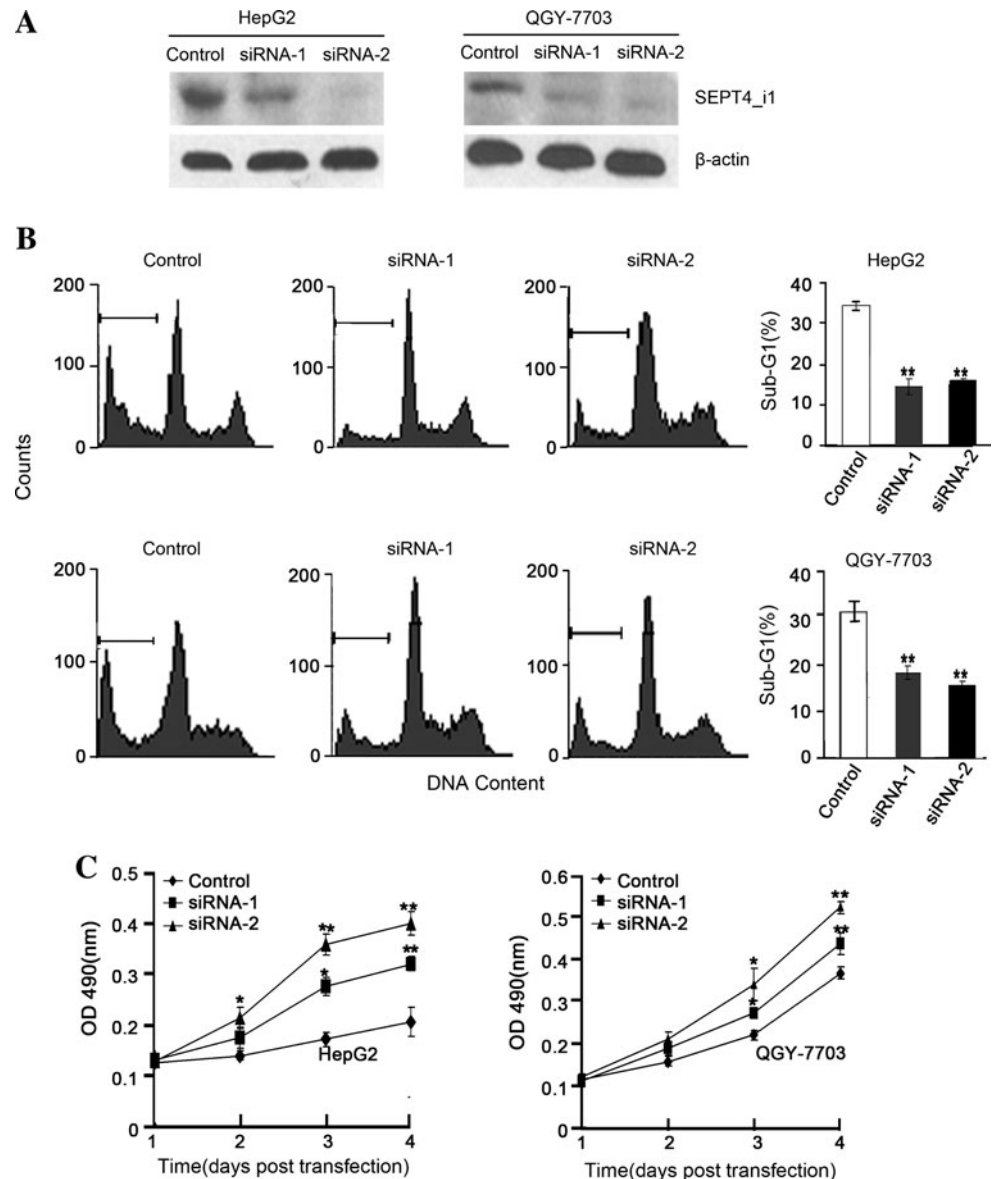 A
HepG2
QGY-7703
Control siRNA-1 siRNA-2
Control siRNA-1 siRNA-2
SEPT4_i1
β-actin
B
Control
siRNA-1
siRNA-2
HepG2
200
100
0
200
100
0
200
100
0
Sub-G1(%)
40
30
20
10
0
**
**
Control
siRNA-1
siRNA-2
Counts
Control
siRNA-1
siRNA-2
QGY-7703
200
100
0
200
100
0
200
100
0
Sub-G1(%)
40
30
20
10
0
**
**
Control
siRNA-1
siRNA-2
DNA Content
C
OD 490(nm)
0.5
0.4
0.3
0.2
0.1
0
Control
siRNA-1
siRNA-2
*
**
**
*
**
HepG2
1 2 3 4
Time(days post transfection)
OD 490(nm)
0.6
0.5
0.4
0.3
0.2
0.1
0
Control
siRNA-1
siRNA-2
**
*
**
*
QGY-7703
1 2 3 4
Time(days post transfection)